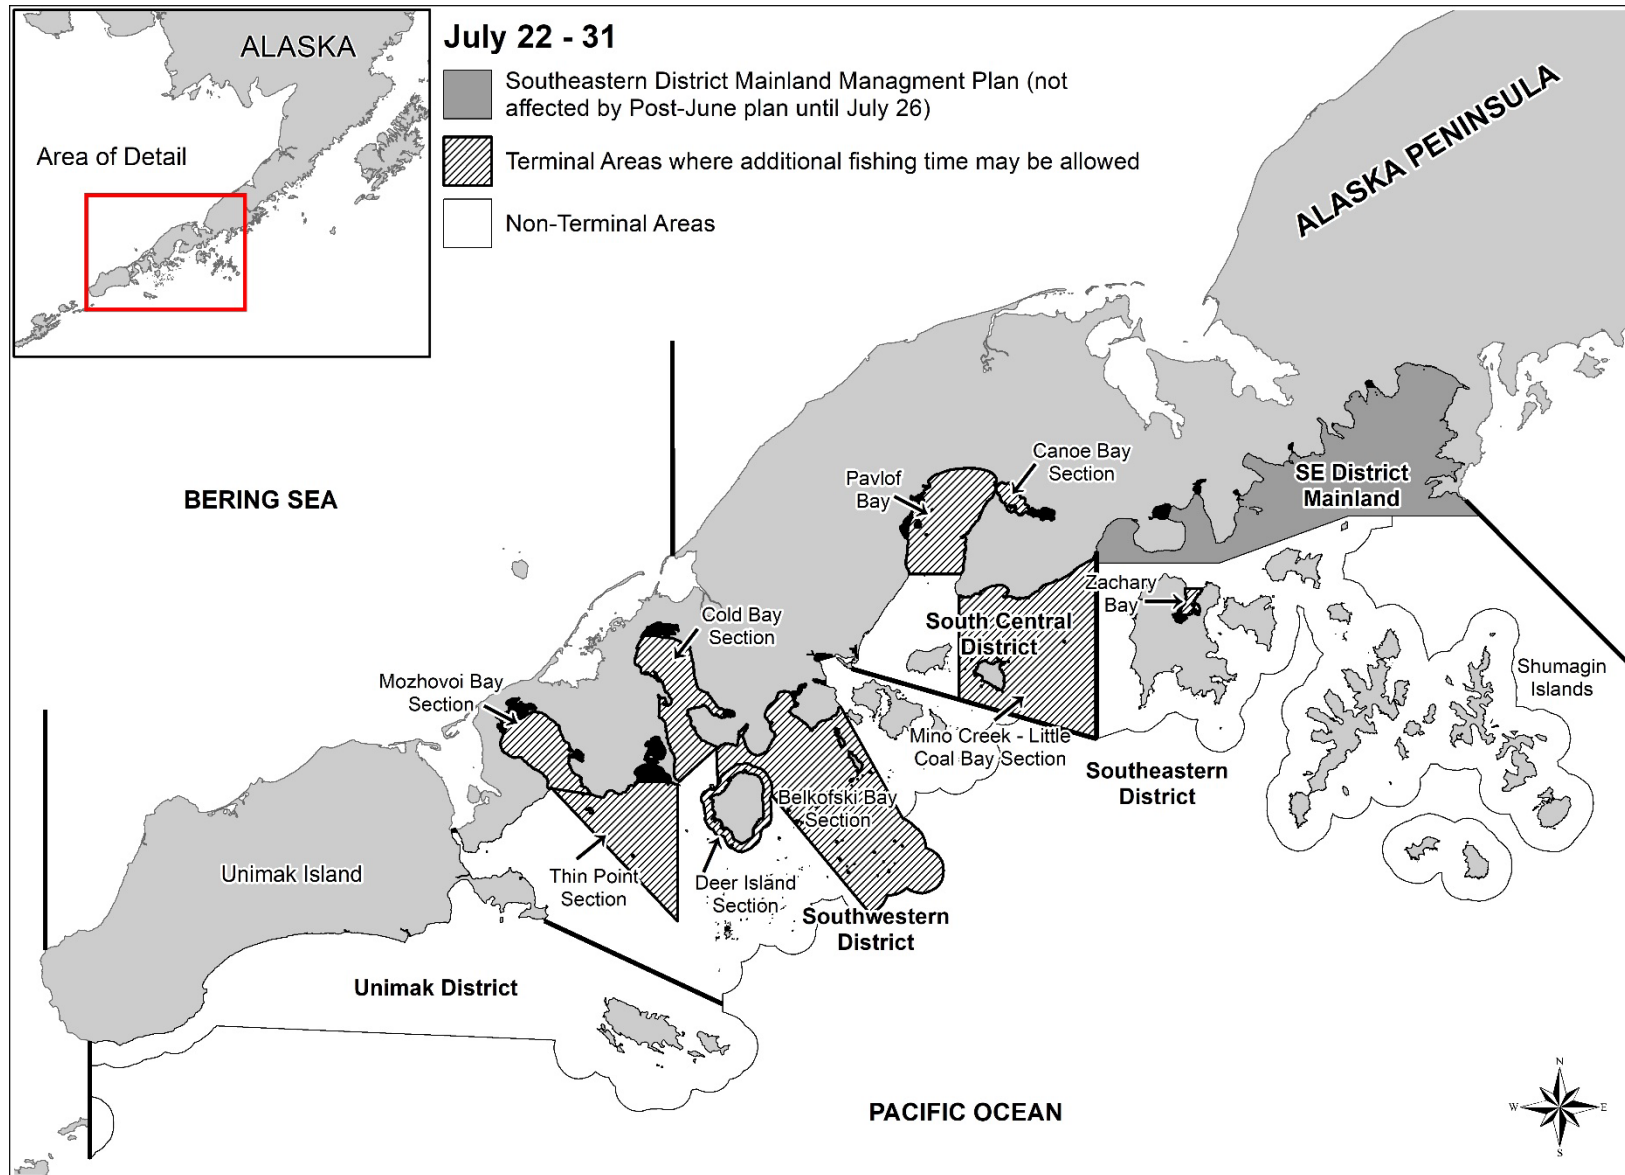 ALASKA
Area of Detail
July 22 - 31
Southeastern District Mainland Managment Plan (not
affected by Post-June plan until July 26)
Terminal Areas where additional fishing time may be allowed
Non-Terminal Areas
ALASKA PENINSULA
BERING SEA
Canoe Bay
Section
Pavlof
Bay
SE District
Mainland
Zachary
Bay
Cold Bay
Section
South Central
District
Mozhovoi Bay
Section
Shumagin
Islands
Mino Creek - Little
Coal Bay Section
Southeastern
District
Belkofski Bay
Section
Unimak Island
Thin Point
Section
Deer Island
Section
Southwestern
District
Unimak District
PACIFIC OCEAN
N
W
E
S